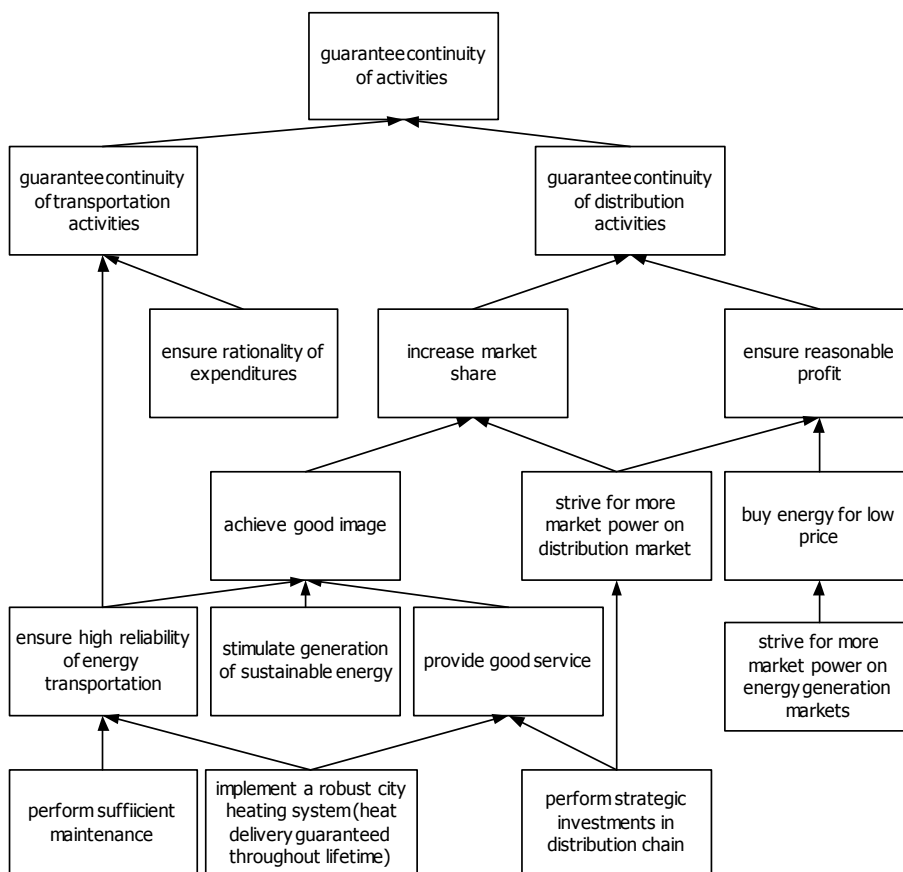 guarantee continuity
of activities
guarantee continuity
of transportation
activities
guarantee continuity
of distribution
activities
ensure rationality of
expenditures
increase market
share
ensure reasonable
profit
achieve good image
strive for more
market power on
distribution market
buy energy for low
price
ensure high reliability
of energy
transportation
stimulate generation
of sustainable energy
provide good service
strive for more
market power on
energy generation
markets
perform suffiicient
maintenance
implement a robust city
heating system (heat
delivery guaranteed
throughout lifetime)
perform strategic
investments in
distribution chain